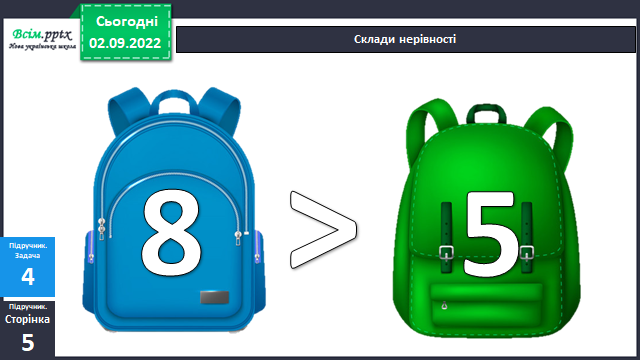 Всім.pptx
Нова українська школа
Сьогодні
02.09.2022
Склади нерівності
8 > 5
Підручник.
Задача
4
Підручник.
Сторінка
5